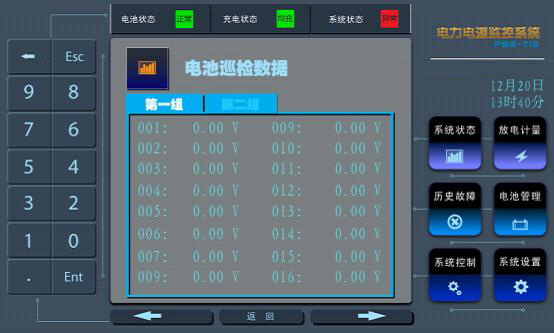 电池状态 正常 充电状态 均充 系统状态 异常
电力电源监控系统
PSM-T10
Esc
9 8
7 6
5 4
3 2
1 0
. Ent
电池巡检数据
第一组 第二组
001: 0.00 V 009: 0.00 V
002: 0.00 V 010: 0.00 V
003: 0.00 V 011: 0.00 V
004: 0.00 V 012: 0.00 V
005: 0.00 V 013: 0.00 V
006: 0.00 V 014: 0.00 V
007: 0.00 V 015: 0.00 V
009: 0.00 V 016: 0.00 V
返 回
12月20日
13时40分
系统状态 放电计量
历史故障 电池管理
系统控制 系统设置